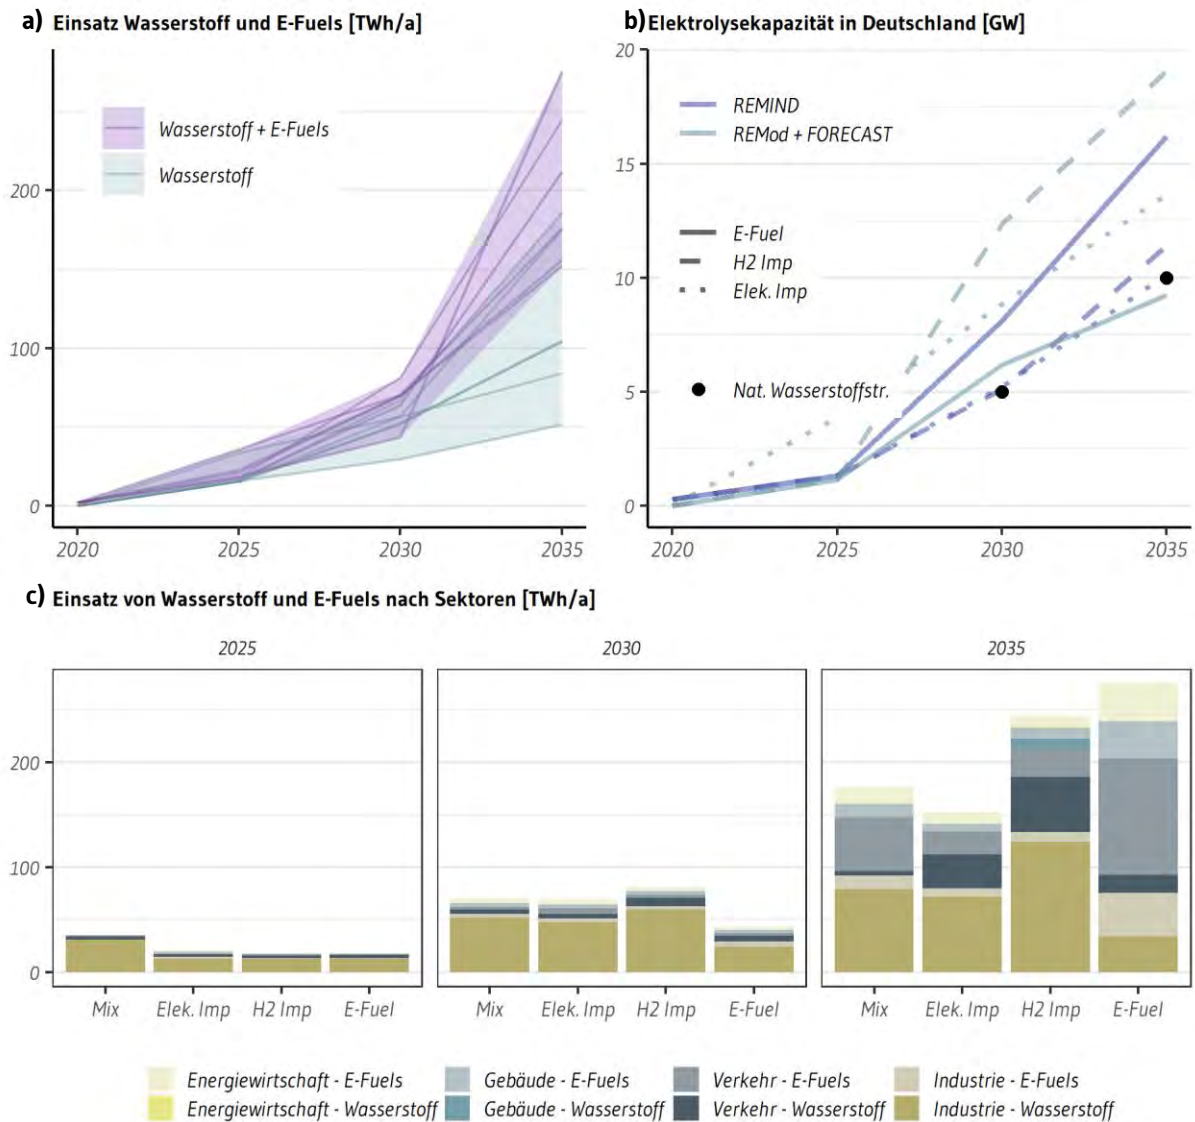 a) Einsatz Wasserstoff und E-Fuels [TWh/a]
Wasserstoff + E-Fuels
Wasserstoff
200
100
0
2020 2025 2030 2035
b) Elektrolysekapazität in Deutschland [GW]
20
REMIND
REMod + FORECAST
15
E-Fuel
H2 Imp
Elek. Imp
10
Nat. Wasserstoffstr.
5
0
2020 2025 2030 2035
c) Einsatz von Wasserstoff und E-Fuels nach Sektoren [TWh/a]
2025 2030 2035
200
100
0
Mix Elek. Imp H2 Imp E-Fuel Mix Elek. Imp H2 Imp E-Fuel Mix Elek. Imp H2 Imp E-Fuel
Energiewirtschaft - E-Fuels Gebäude - E-Fuels Verkehr - E-Fuels Industrie - E-Fuels
Energiewirtschaft - Wasserstoff Gebäude - Wasserstoff Verkehr - Wasserstoff Industrie - Wasserstoff